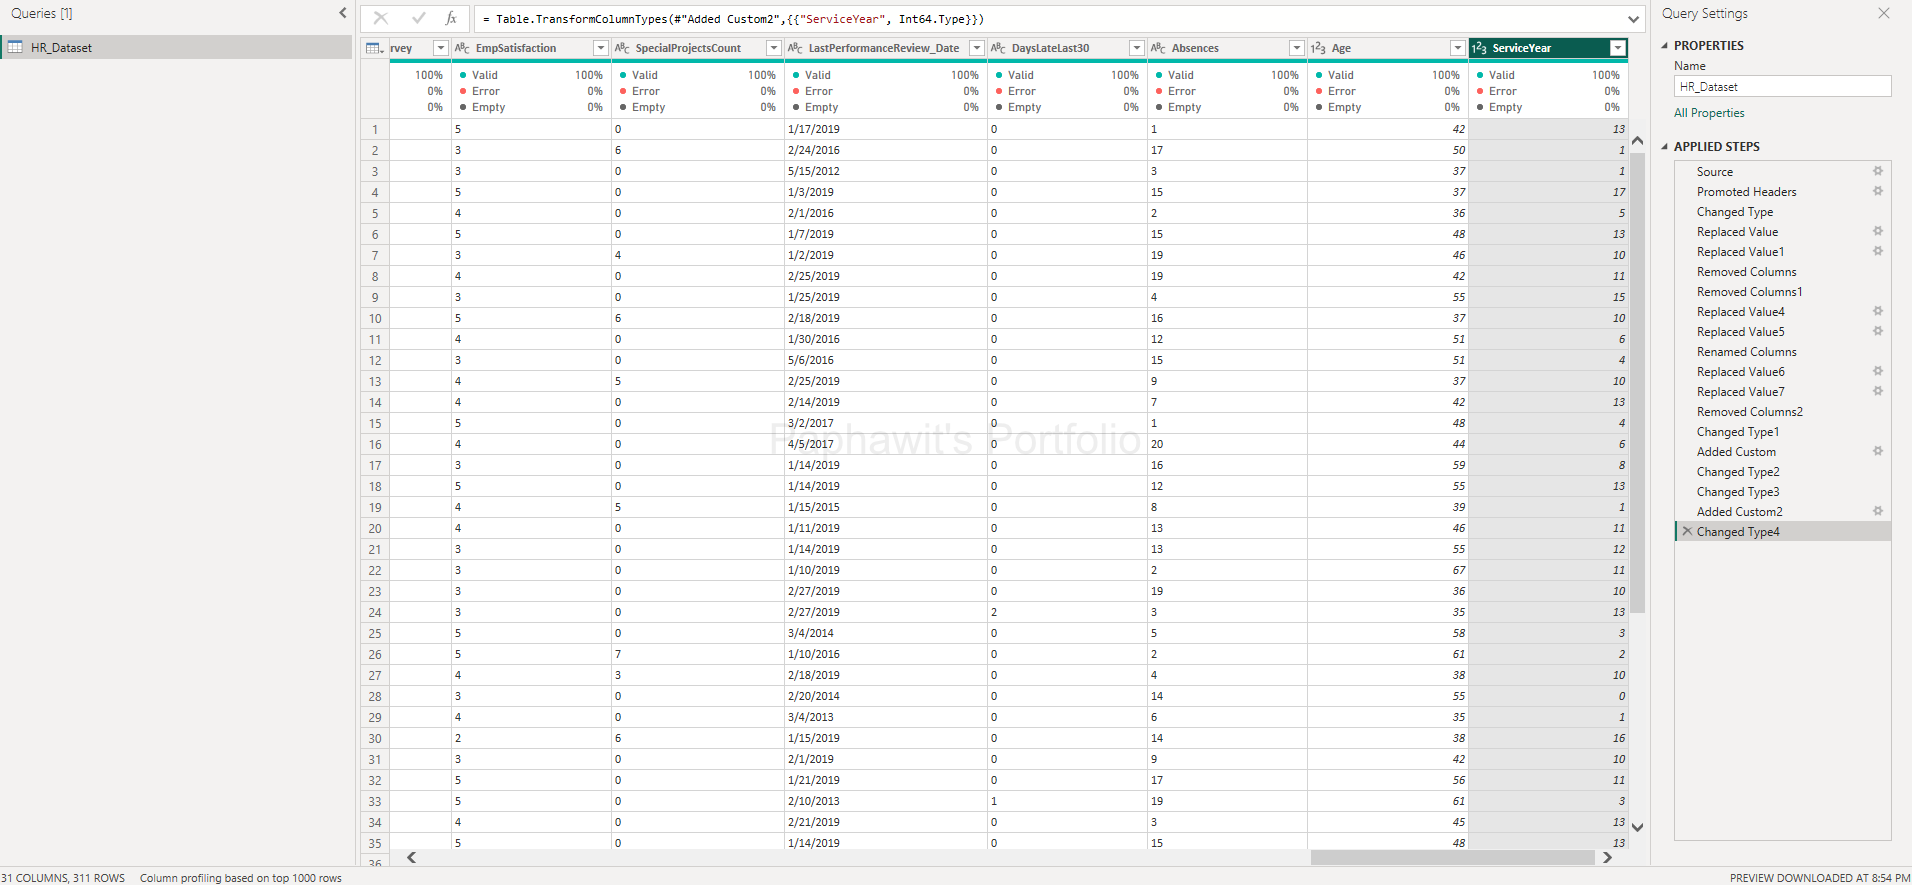 Queries [1]
HR_Dataset
= Table.TransformColumnTypes(#"Added Custom2",{{"ServiceYear", Int64.Type}})
rvey EmpSatisfaction SpecialProjectsCount LastPerformanceReview_Date DaysLateLast30 Absences Age ServiceYear
100% Valid 100% Valid 100% Valid 100% Valid 100% Valid 100% Valid 100% Valid 100%
0% Error 0% Error 0% Error 0% Error 0% Error 0% Error 0% Error 0%
0% Empty 0% Empty 0% Empty 0% Empty 0% Empty 0% Empty 0% Empty 0%
1 5 0 1/17/2019 0 1 42 13
2 3 6 2/24/2016 0 17 50 1
3 3 0 5/15/2012 0 3 37 1
4 5 0 1/3/2019 0 15 37 17
5 4 0 2/1/2016 0 2 36 5
6 5 0 1/7/2019 0 15 48 13
7 3 4 1/2/2019 0 19 46 10
8 4 0 2/25/2019 0 19 42 11
9 3 0 1/25/2019 0 4 55 15
10 5 6 2/18/2019 0 16 37 10
11 4 0 1/30/2016 0 12 51 6
12 3 0 5/6/2016 0 15 51 4
13 4 5 2/25/2019 0 9 37 10
14 4 0 2/14/2019 0 7 42 13
15 5 0 3/2/2017 0 1 48 4
Paphawit's Portfolio
16 4 0 4/5/2017 0 20 44 6
17 3 0 1/14/2019 0 16 59 8
18 5 0 1/14/2019 0 12 55 13
19 4 5 1/15/2015 0 8 39 1
20 4 0 1/11/2019 0 13 46 11
21 3 0 1/14/2019 0 13 55 12
22 3 0 1/10/2019 0 2 67 11
23 3 0 2/27/2019 0 19 36 10
24 3 0 2/27/2019 2 3 35 13
25 5 0 3/4/2014 0 5 58 3
26 5 7 1/10/2016 0 2 61 2
27 4 3 2/18/2019 0 4 38 10
28 3 0 2/20/2014 0 14 55 0
29 4 0 3/4/2013 0 6 35 1
30 2 6 1/15/2019 0 14 38 16
31 3 0 2/1/2019 0 9 42 10
32 5 0 1/21/2019 0 17 56 11
33 5 0 2/10/2013 1 19 61 3
34 4 0 2/21/2019 0 3 45 13
35 5 0 1/14/2019 0 15 48 13
36
Query Settings
PROPERTIES
Name
HR_Dataset
All Properties
APPLIED STEPS
Source
Promoted Headers
Changed Type
Replaced Value
Replaced Value1
Removed Columns
Removed Columns1
Replaced Value4
Replaced Value5
Renamed Columns
Replaced Value6
Replaced Value7
Removed Columns2
Changed Type1
Added Custom
Changed Type2
Changed Type3
Added Custom2
Changed Type4
31 COLUMNS, 311 ROWS Column profiling based on top 1000 rows
PREVIEW DOWNLOADED AT 8:54 PM